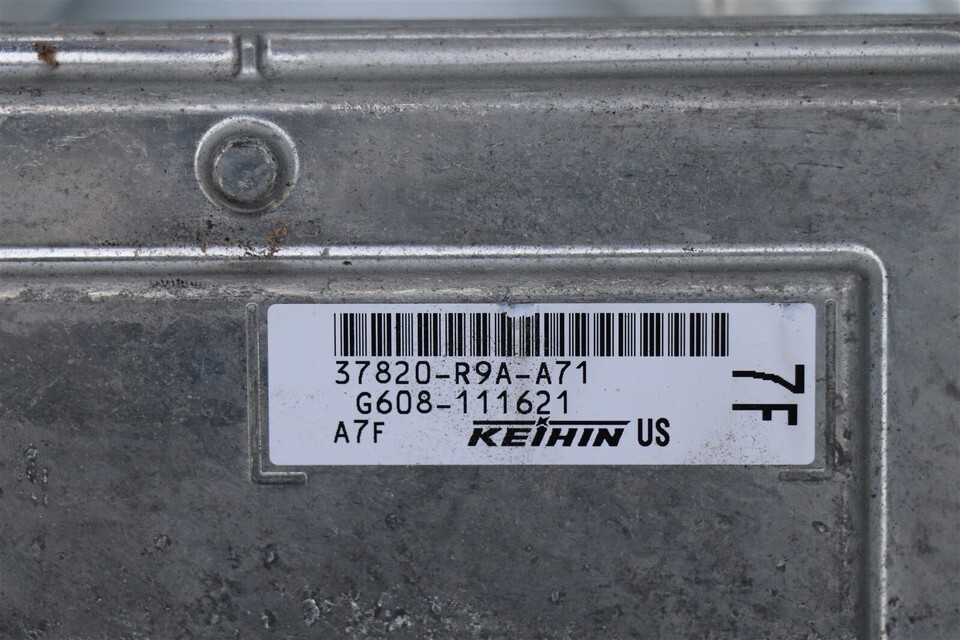 37820-R9A-A71
G608-111621
A7F KEIHIN US
7F